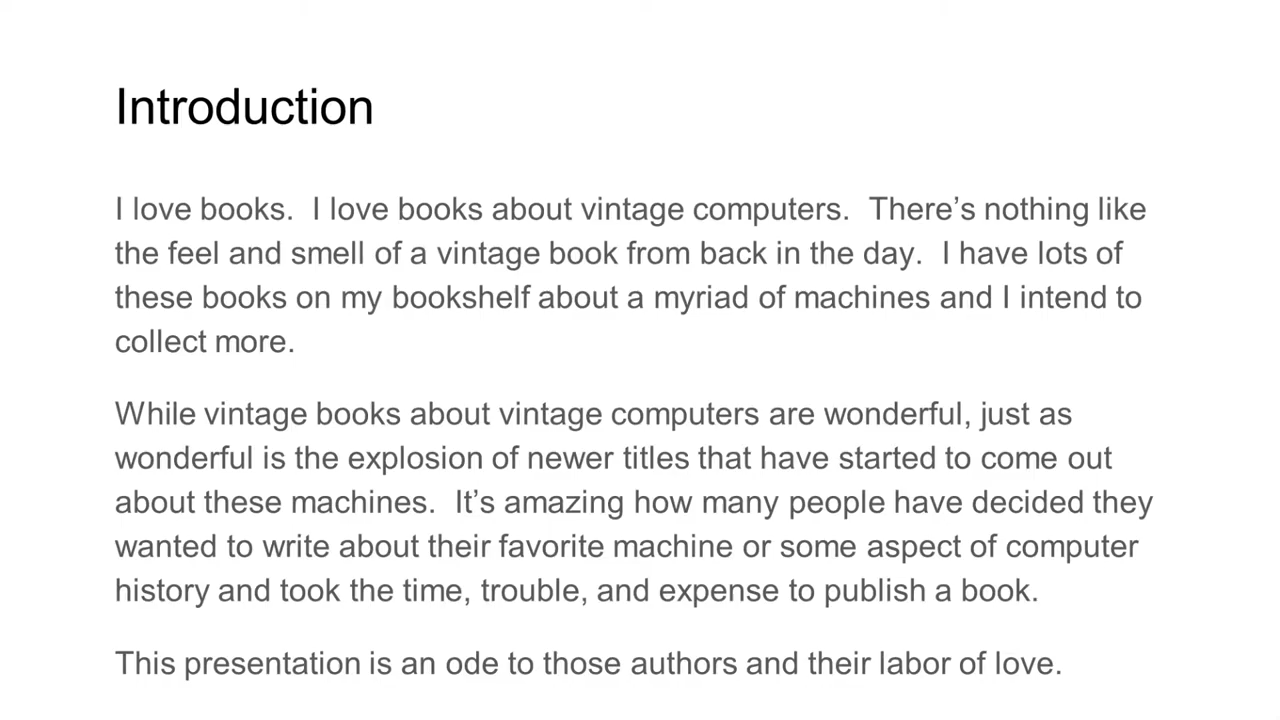 Introduction
I love books.  I love books about vintage computers.  There’s nothing like
the feel and smell of a vintage book from back in the day.  I have lots of
these books on my bookshelf about a myriad of machines and I intend to
collect more.
While vintage books about vintage computers are wonderful, just as
wonderful is the explosion of newer titles that have started to come out
about these machines.  It’s amazing how many people have decided they
wanted to write about their favorite machine or some aspect of computer
history and took the time, trouble, and expense to publish a book.
This presentation is an ode to those authors and their labor of love.